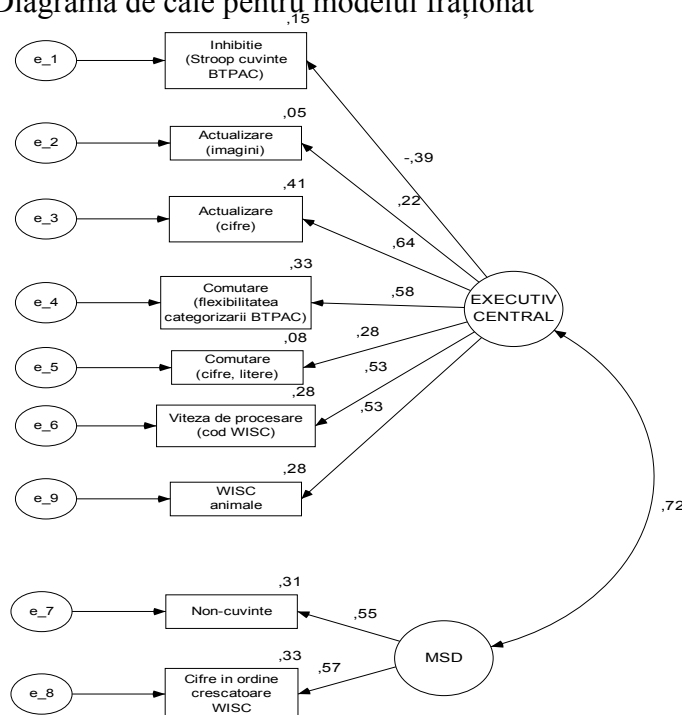 Diagrama de cale pentru modelul fracționat
,15
e_1
Inhibitie
(Stroop cuvinte
BTPAC)
-,39
,05
e_2
Actualizare
(imagini)
,22
,41
e_3
Actualizare
(cifre)
,64
,33
e_4
Comutare
(flexibilitatea
categorizarii BTPAC)
,58
EXECUTIV
CENTRAL
,08
e_5
Comutare
(cifre, litere)
,28
,28
e_6
Viteza de procesare
(cod WISC)
,53
,28
e_9
WISC
animale
,53
,72
,31
e_7
Non-cuvinte
,55
MSD
,33
e_8
Cifre in ordine
crescatoare
WISC
,57